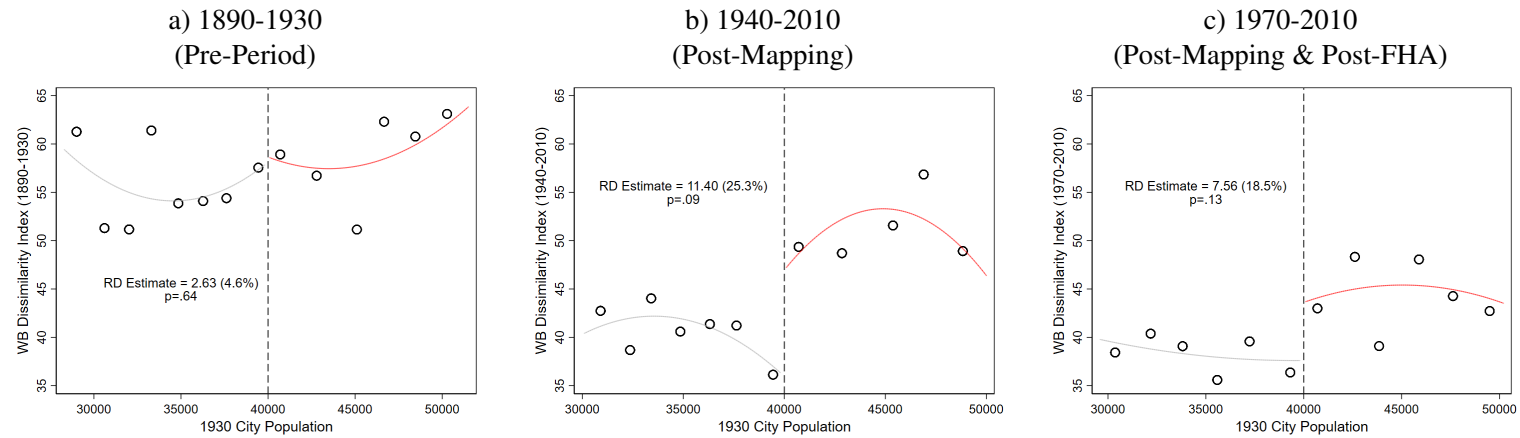 a) 1890-1930
(Pre-Period)
65
60
55
50
45
40
35
WB Dissimilarity Index (1890-1930)
RD Estimate = 2.63 (4.6%)
p=.64
30000 35000 40000 45000 50000
1930 City Population
b) 1940-2010
(Post-Mapping)
65
60
55
50
45
40
35
WB Dissimilarity Index (1940-2010)
RD Estimate = 11.40 (25.3%)
p=.09
30000 35000 40000 45000 50000
1930 City Population
c) 1970-2010
(Post-Mapping & Post-FHA)
65
60
55
50
45
40
35
WB Dissimilarity Index (1970-2010)
RD Estimate = 7.56 (18.5%)
p=.13
30000 35000 40000 45000 50000
1930 City Population